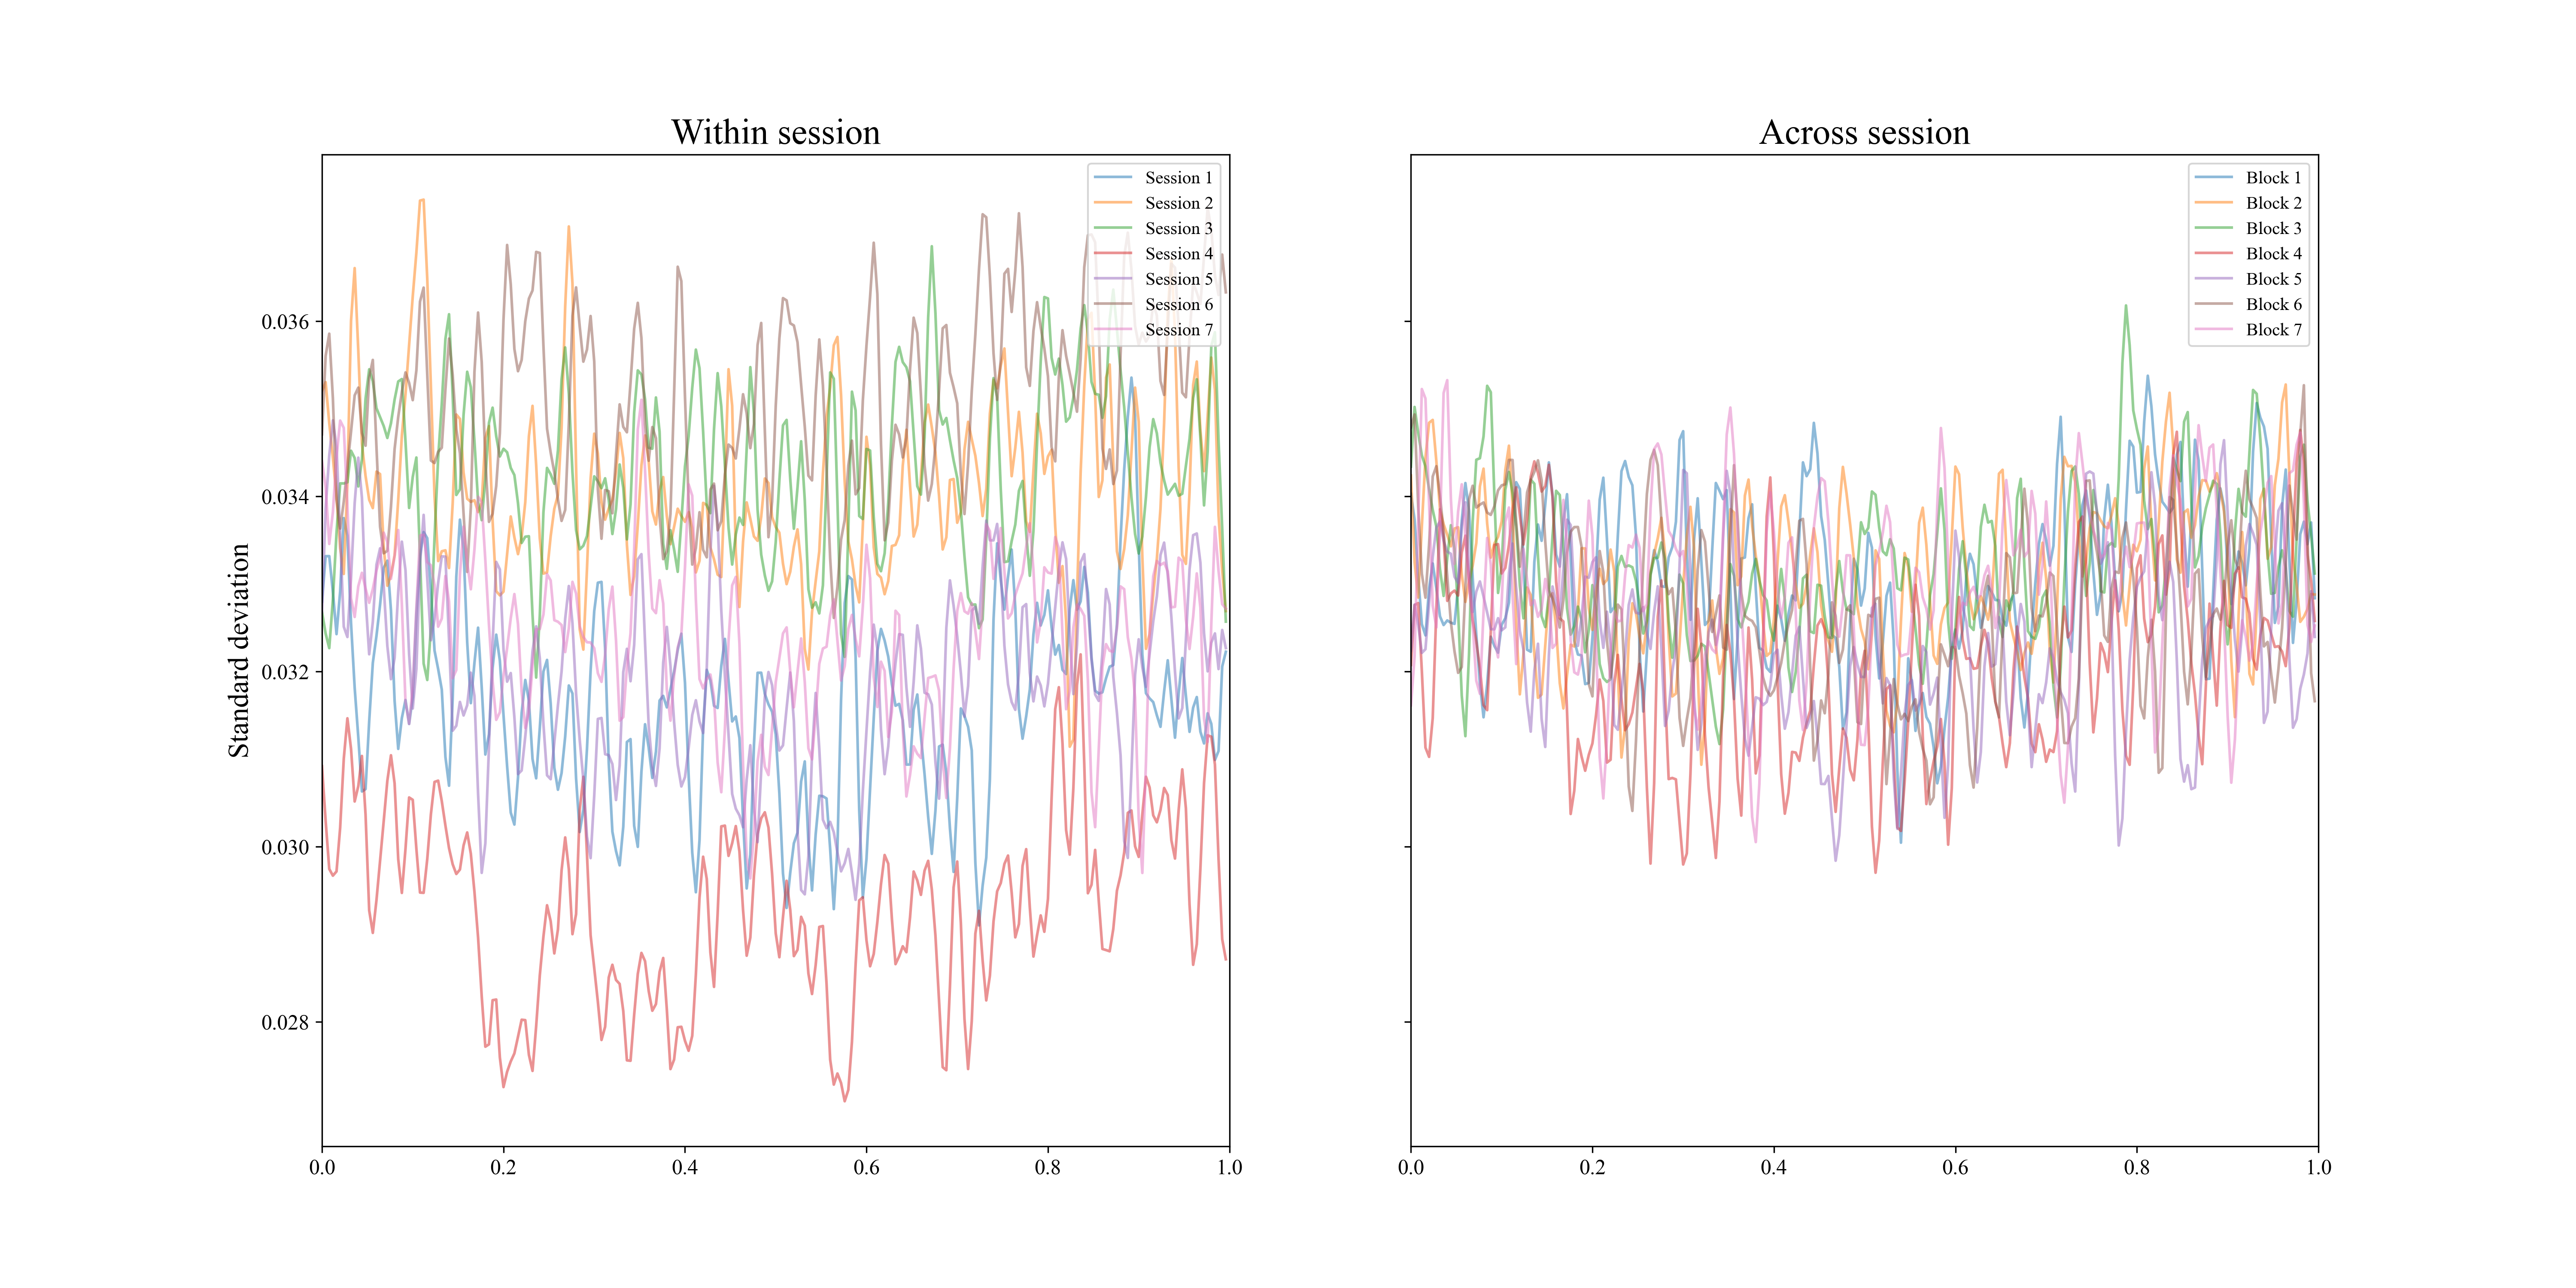 Within session
Session 1
Session 2
Session 3
Session 4
Session 5
Session 6
Session 7
Standard deviation
0.036
0.034
0.032
0.030
0.028
0.0 0.2 0.4 0.6 0.8 1.0
Across session
Block 1
Block 2
Block 3
Block 4
Block 5
Block 6
Block 7
0.0 0.2 0.4 0.6 0.8 1.0